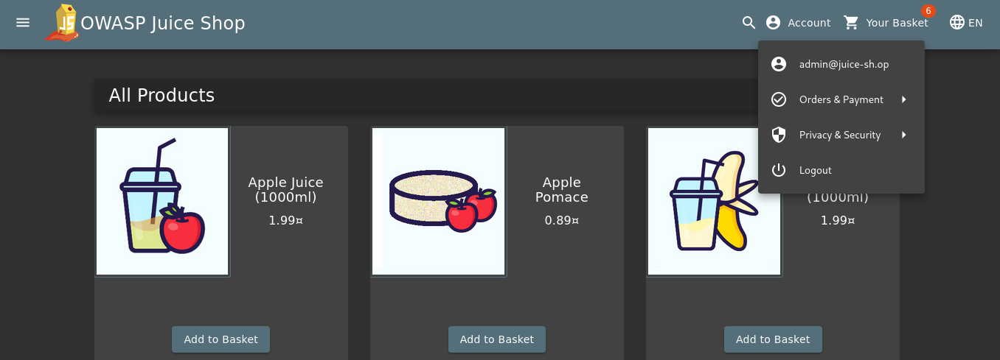 OWASP Juice Shop
Account
Your Basket
6
EN
admin@juice-sh.op
Orders & Payment
Privacy & Security
Logout
All Products
Apple Juice
(1000ml)
1.99¤
Add to Basket
Apple
Pomace
0.89¤
Add to Basket
(1000ml)
1.99¤
Add to Basket